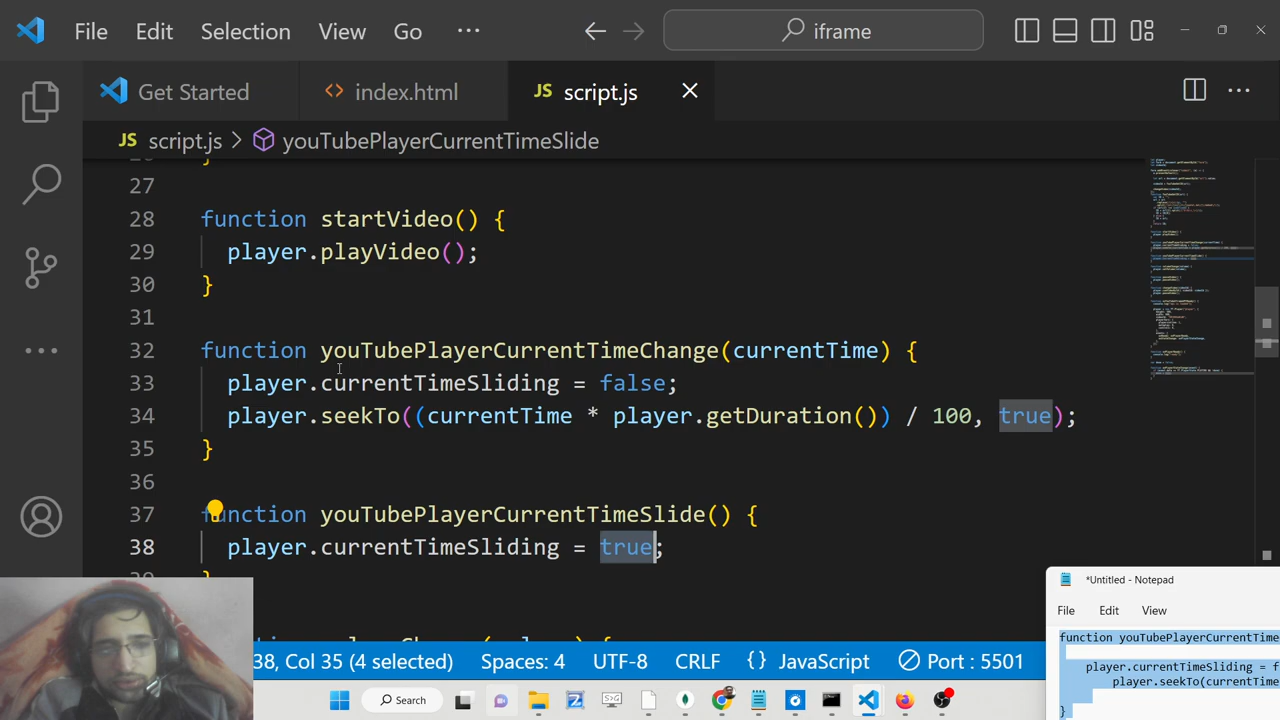 File Edit Selection View Go ··· iframe
Get Started index.html JS script.js
JS script.js > youTubePlayerCurrentTimeSlide
27
28 function startVideo() {
29 player.playVideo();
30 }
31
32 function youTubePlayerCurrentTimeChange(currentTime) {
33 player.currentTimeSliding = false;
34 player.seekTo((currentTime * player.getDuration()) / 100, true);
35 }
36
37 function youTubePlayerCurrentTimeSlide() {
38 player.currentTimeSliding = true;
*Untitled - Notepad
File Edit View
function youTubePlayerCurrentTime
player.currentTimeSliding = f
player.seekTo(currentTime
}
38, Col 35 (4 selected) Spaces: 4 UTF-8 CRLF {} JavaScript Port : 5501
Search